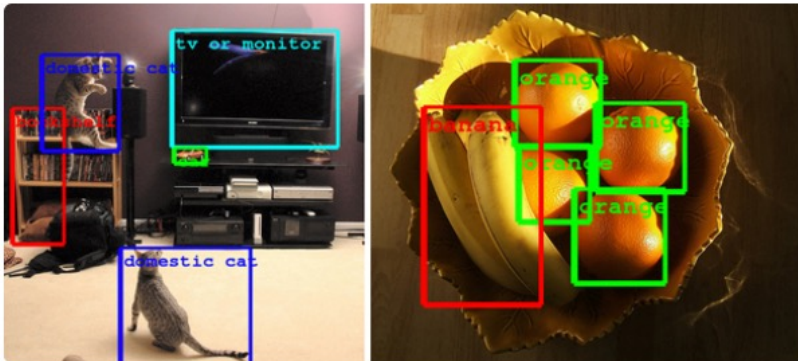 tv or monitor
domestic cat
bookshelf
domestic cat
orange
banana
orange
orange
orange